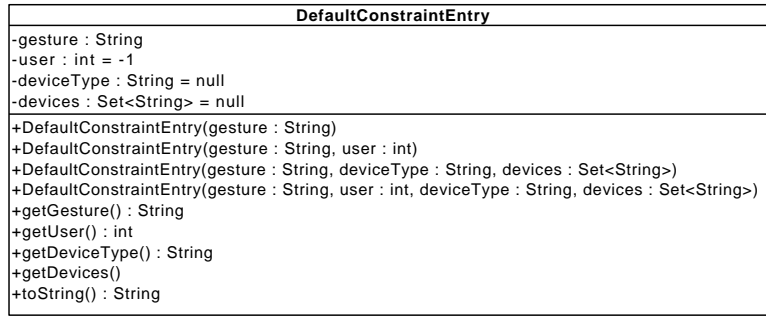 DefaultConstraintEntry
-gesture : String
-user : int = -1
-deviceType : String = null
-devices : Set<String> = null
+DefaultConstraintEntry(gesture : String)
+DefaultConstraintEntry(gesture : String, user : int)
+DefaultConstraintEntry(gesture : String, deviceType : String, devices : Set<String>)
+DefaultConstraintEntry(gesture : String, user : int, deviceType : String, devices : Set<String>)
+getGesture() : String
+getUser() : int
+getDeviceType() : String
+getDevices()
+toString() : String